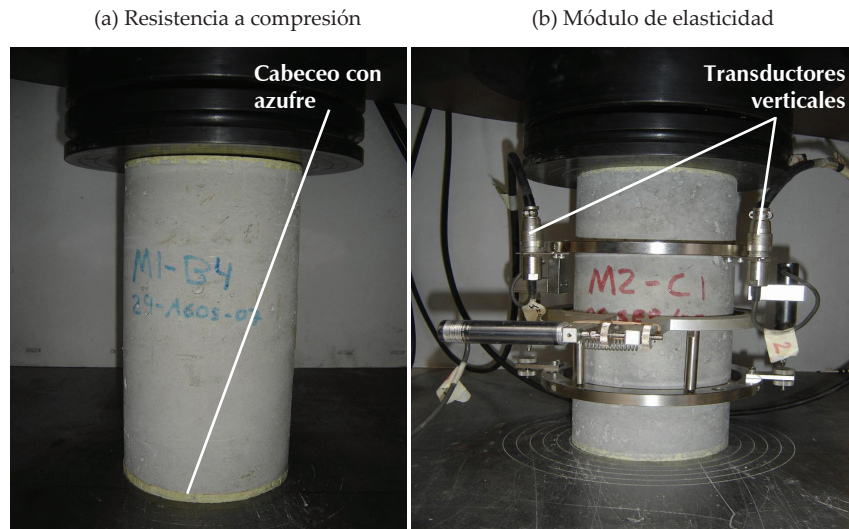 (a) Resistencia a compresión
(b) Módulo de elasticidad
Cabeceo con
azufre
Transductores
verticales
M1-B4
29-AGOS-07
M2-C1
2